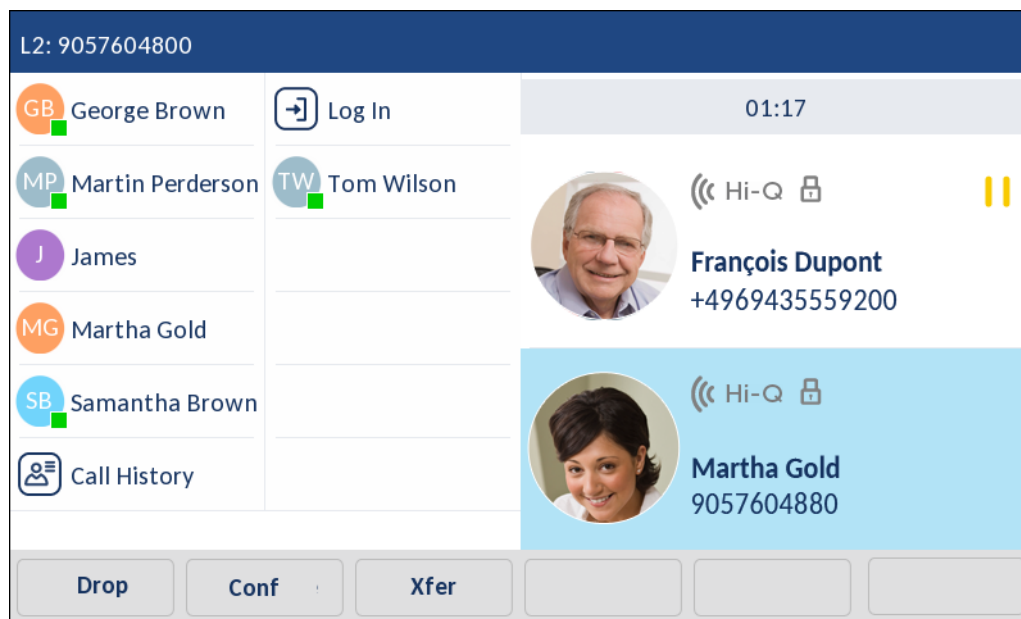 L2: 9057604800
GB George Brown
MP Martin Perderson
J James
MG Martha Gold
SB Samantha Brown
Call History
Log In
TW Tom Wilson
01:17
Hi-Q
François Dupont
+4969435559200
Hi-Q
Martha Gold
9057604880
Drop Conf Xfer